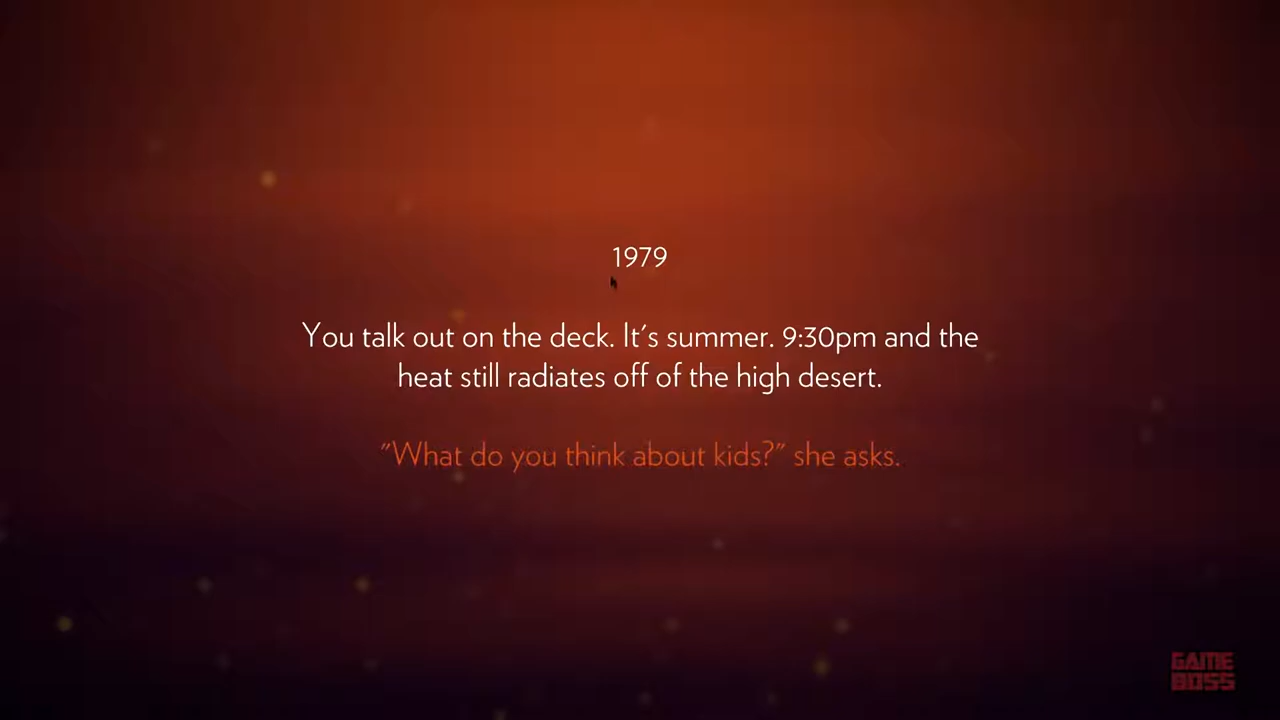 1979
You talk out on the deck. It's summer. 9:30pm and the
heat still radiates off of the high desert.
"What do you think about kids?" she asks.
GAME
BOSS